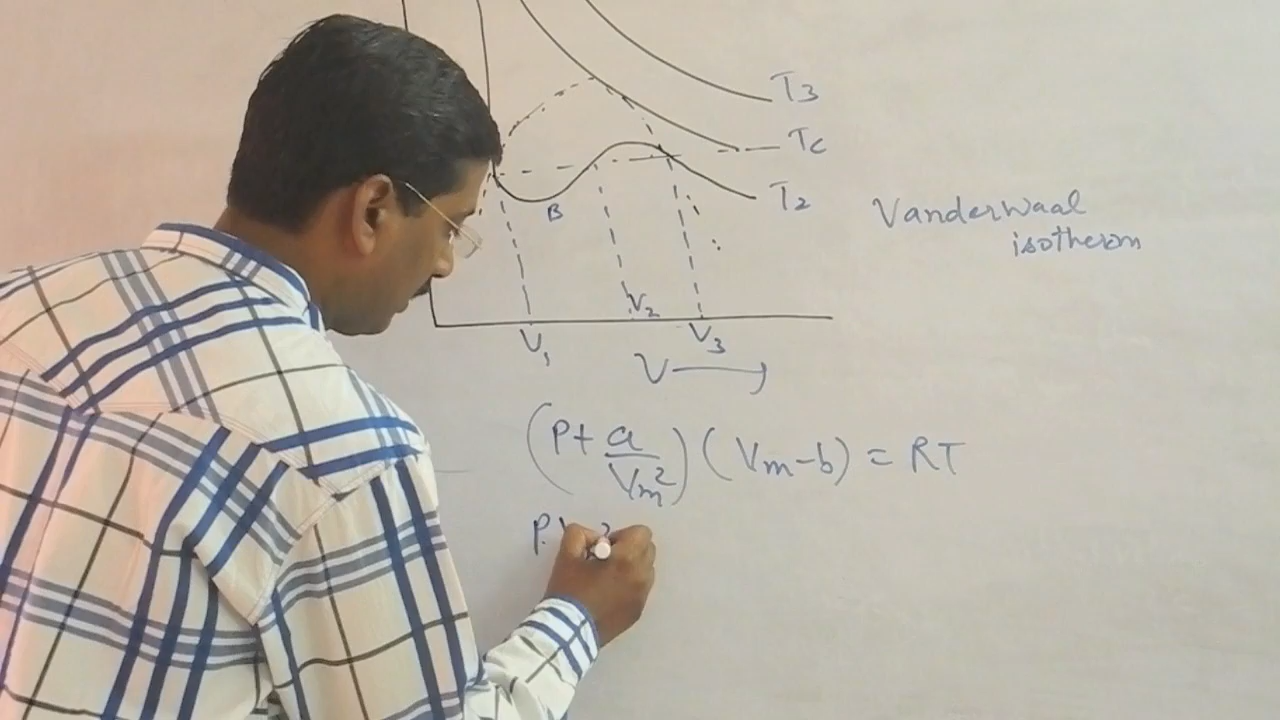 T3
Tc
T2
B
Vanderwaal
isotherm
V2
V1
V3
V
(P + a/Vm²) (Vm - b) = RT